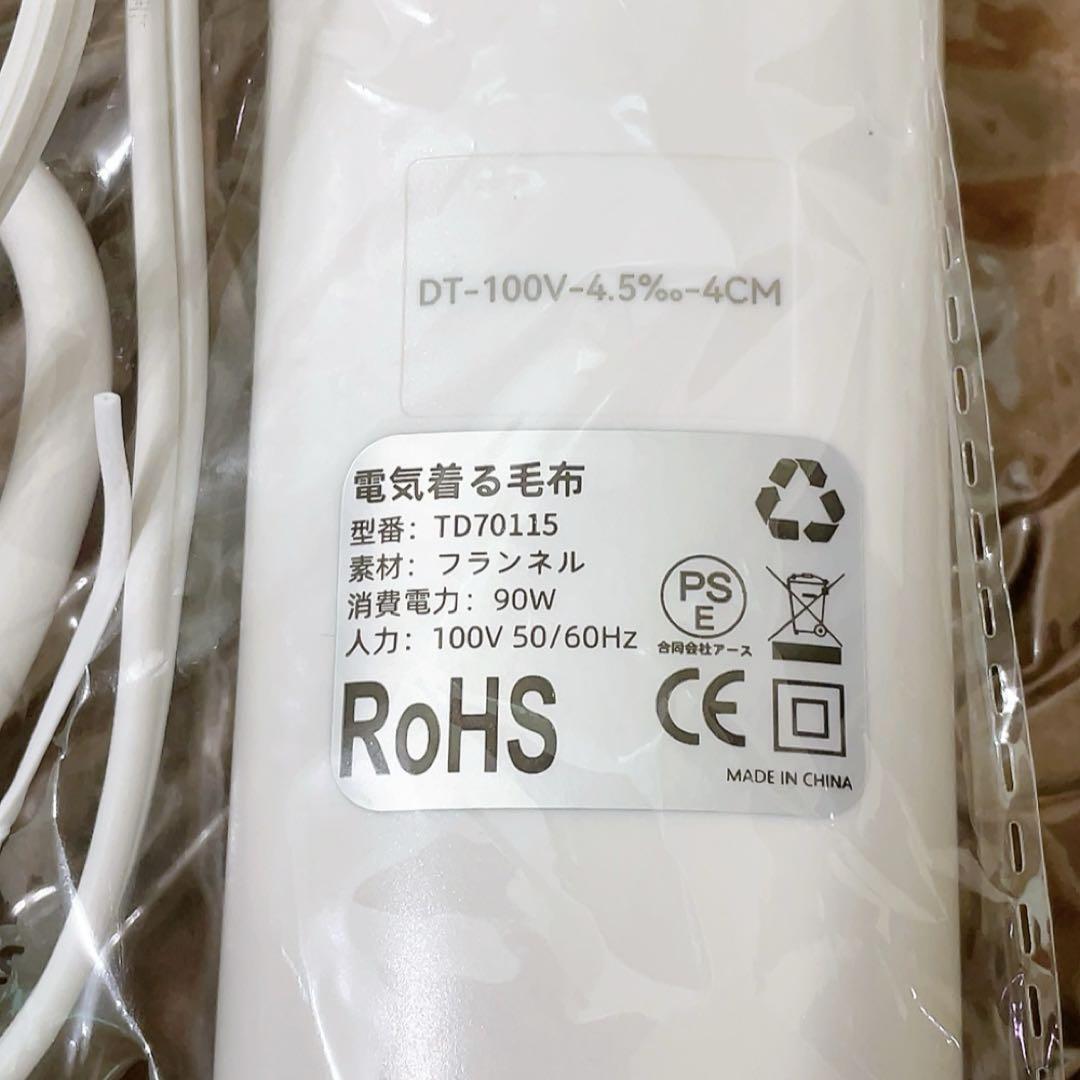 DT-100V-4.5‱-4CM
電気着る毛布
型番：TD70115
素材：フランネル
消費電力：90W
人力：100V 50/60Hz
PS
E
合同会社アース
RoHS
CE
MADE IN CHINA